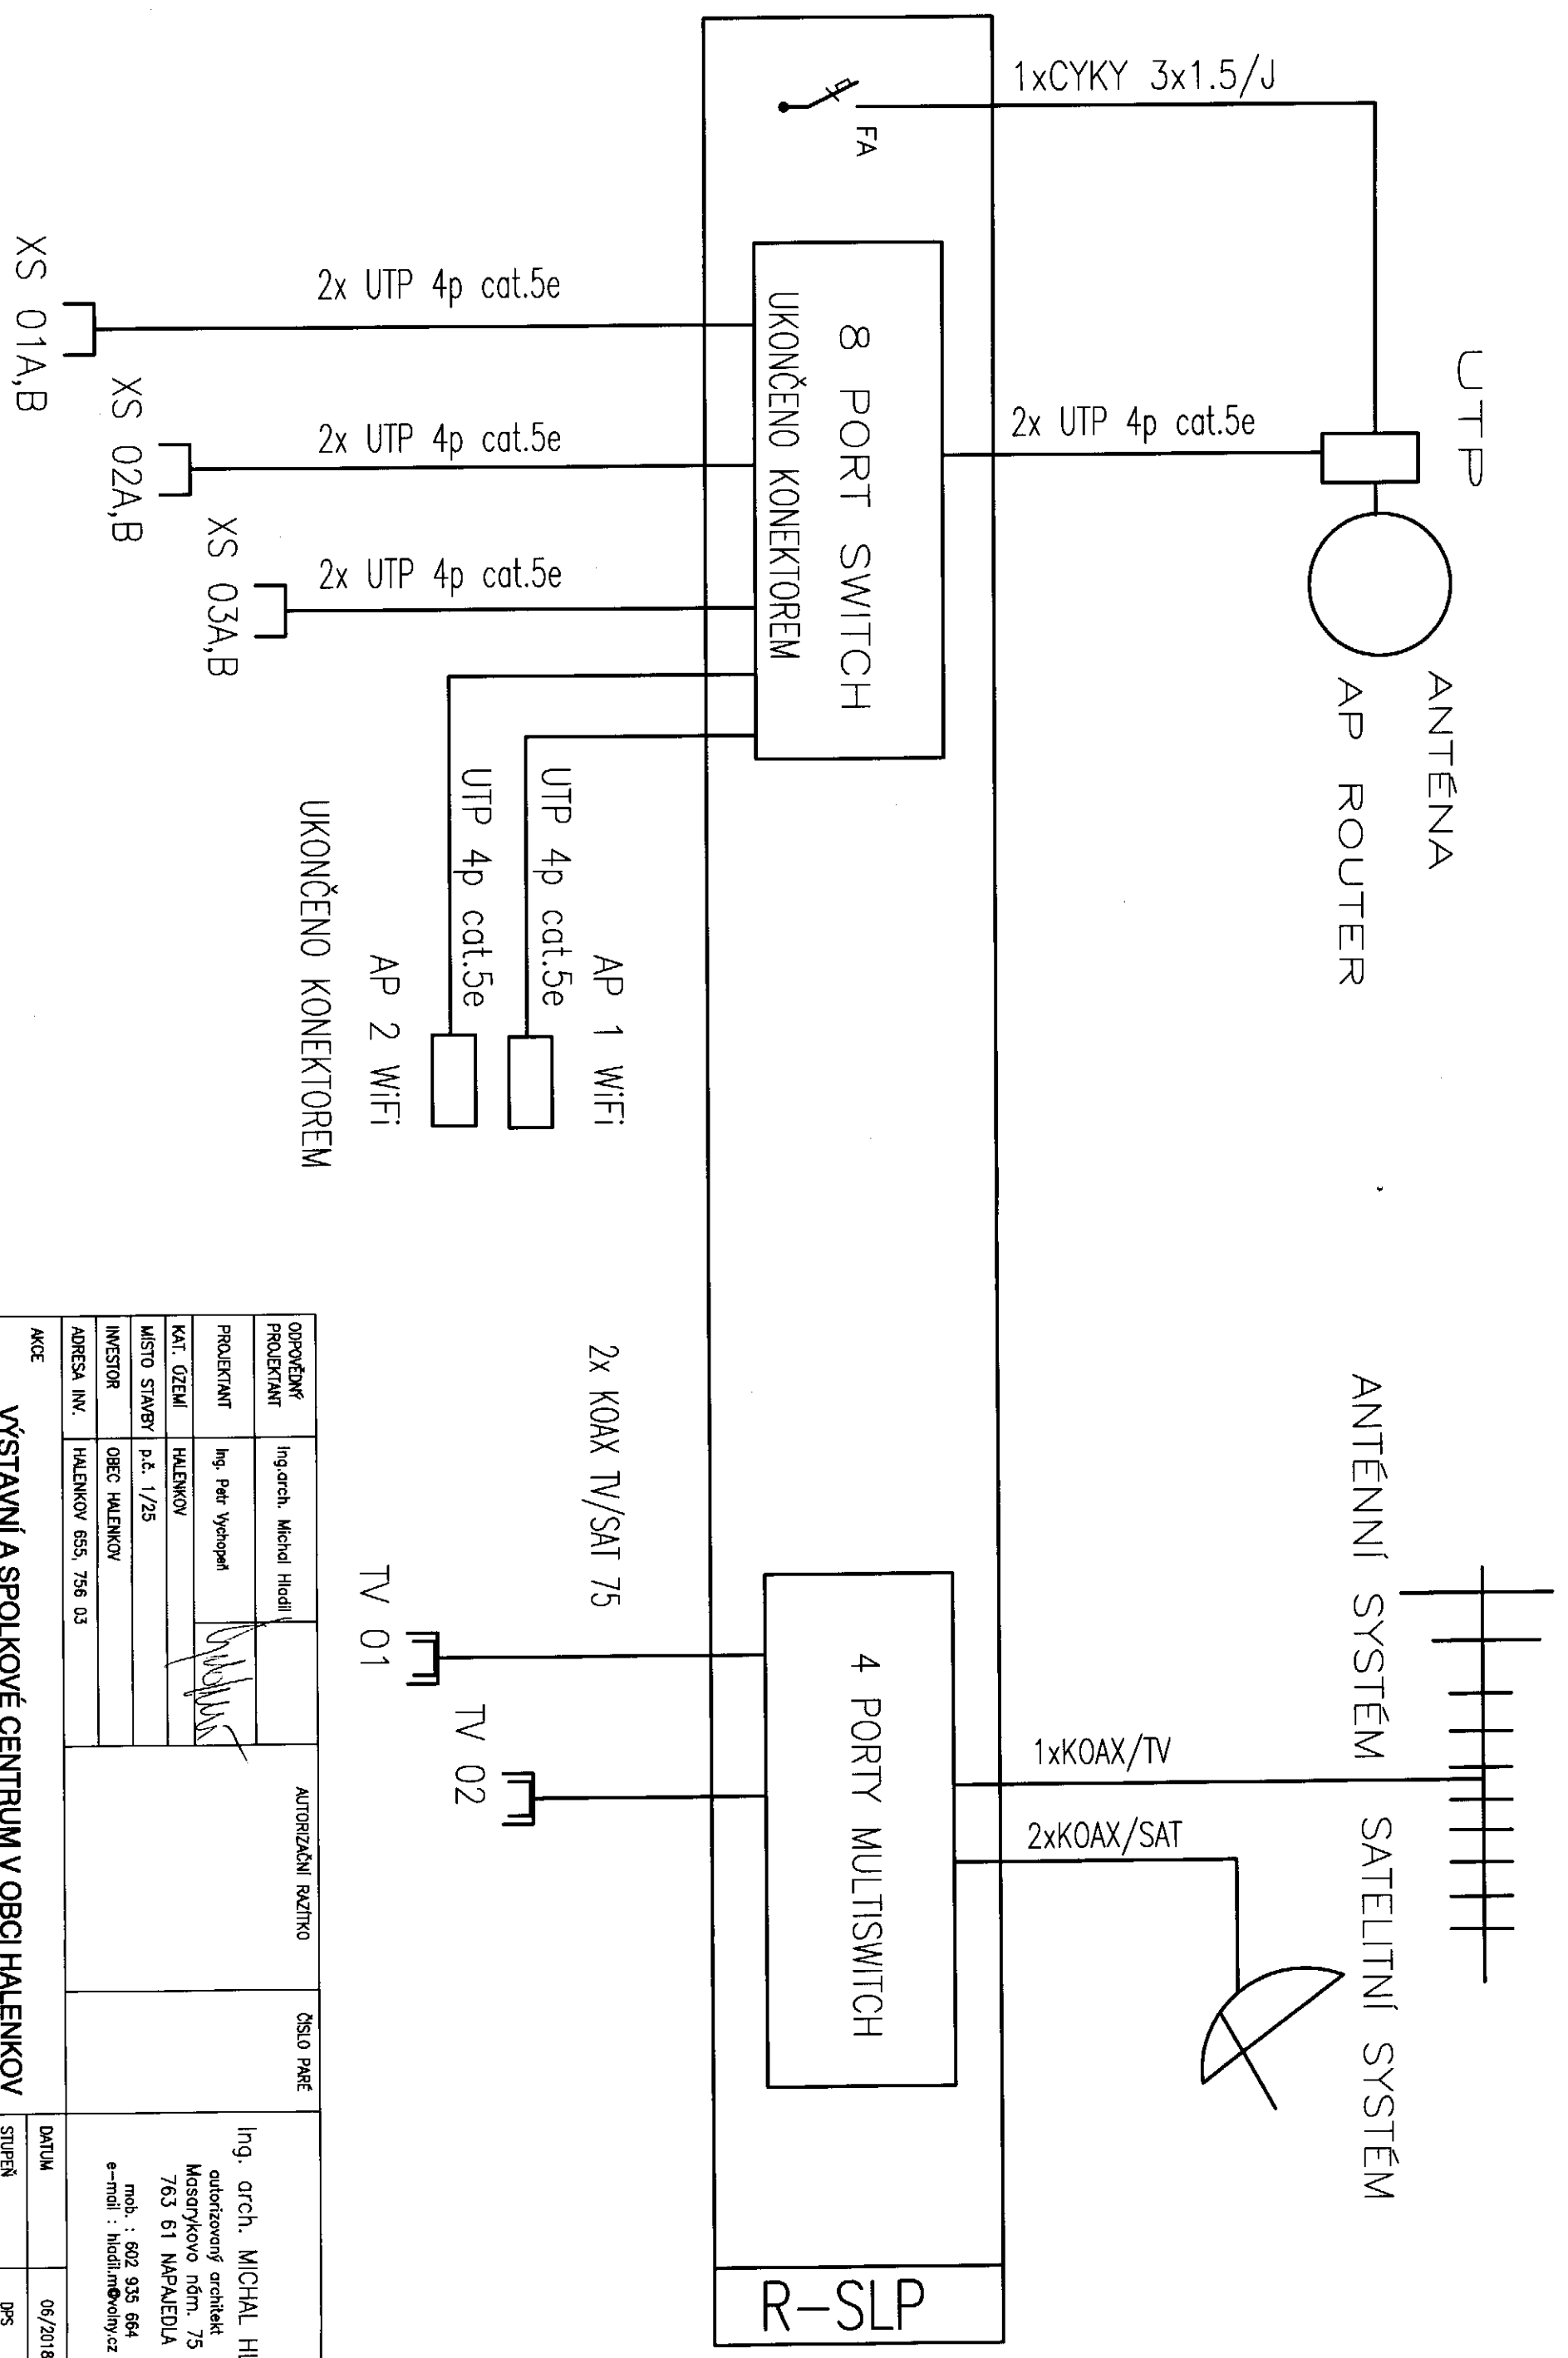 UTP
ANTÉNA
AP ROUTER
ANTÉNNÍ SYSTÉM
SATELITNÍ SYSTÉM
1xCYKY 3x1.5/J
2x UTP 4p cat.5e
1xKOAX/TV
2xKOAX/SAT
FA
8 PORT SWITCH
UKONČENO KONEKTOREM
4 PORTY MULTISWITCH
R-SLP
2x UTP 4p cat.5e
2x UTP 4p cat.5e
2x UTP 4p cat.5e
XS 01A,B
XS 02A,B
XS 03A,B
AP 1 WiFi
UTP 4p cat.5e
UTP 4p cat.5e
AP 2 WiFi
UKONČENO KONEKTOREM
2x KOAX TV/SAT 75
TV 01
TV 02
ODPOVĚDNÝ
PROJEKTANT
Ing.arch. Michal Hladil
AUTORIZAČNÍ RAZÍTKO
ČÍSLO PARÉ
PROJEKTANT
Ing. Petr Vychopeň
KAT. ÚZEMÍ
HALENKOV
MÍSTO STAVBY
p.č. 1/25
INVESTOR
OBEC HALENKOV
ADRESA INV.
HALENKOV 655, 756 03
Ing. arch. MICHAL
autorizovaný architekt
Masarykovo nám. 75
763 61 NAPAJEDLA
mob. : 602 935 664
e-mail : hladil.m@volny.cz
AKCE
VÝSTAVNÍ A SPOLKOVÉ CENTRUM V OBCI HALENKOV
DATUM
06/2018
STUPEŇ
DPS